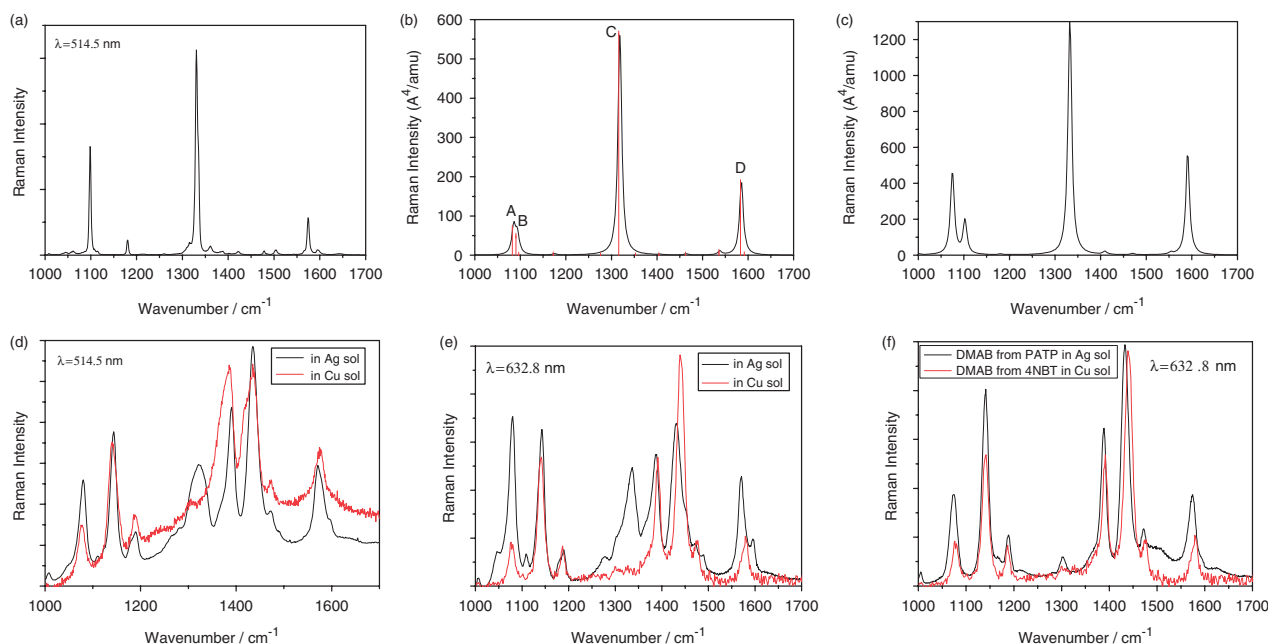 (a)
λ=514.5 nm
Raman Intensity
1000 1100 1200 1300 1400 1500 1600 1700
Wavenumber / cm⁻¹
(b)
600
500
400
300
200
100
0
Raman Intensity (A⁴/amu)
A
B
C
D
1000 1100 1200 1300 1400 1500 1600 1700
Wavenumber / cm⁻¹
(c)
1200
1000
800
600
400
200
0
Raman Intensity (A⁴/amu)
1000 1100 1200 1300 1400 1500 1600 1700
Wavenumber / cm⁻¹
(d)
λ=514.5 nm
in Ag sol
in Cu sol
Raman Intensity
1000 1200 1400 1600
Wavenumber / cm⁻¹
(e)
λ=632.8 nm
in Ag sol
in Cu sol
Raman Intensity
1000 1100 1200 1300 1400 1500 1600 1700
Wavenumber / cm⁻¹
(f)
DMAB from PATP in Ag sol
DMAB from 4NBT in Cu sol
λ=632 .8 nm
Raman Intensity
1000 1100 1200 1300 1400 1500 1600 1700
Wavenumber / cm⁻¹